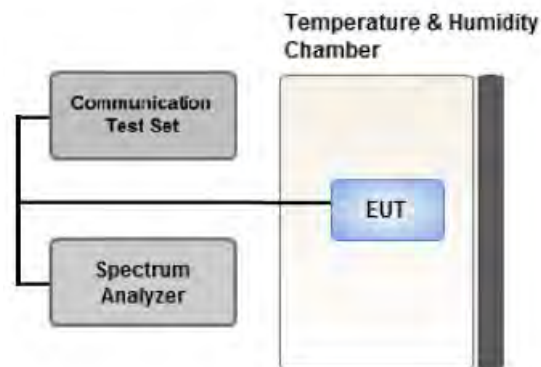 Temperature & Humidity
Chamber
Communication
Test Set
EUT
Spectrum
Analyzer